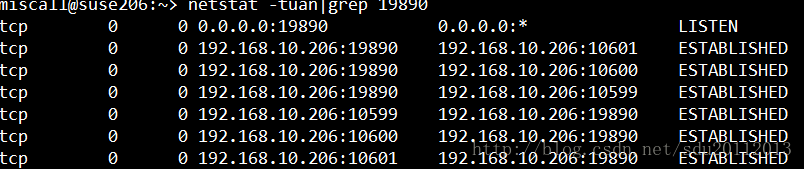 miscall@suse206:~> netstat -tuan|grep 19890
tcp 0 0 0.0.0.0:19890 0.0.0.0:* LISTEN
tcp 0 0 192.168.10.206:19890 192.168.10.206:10601 ESTABLISHED
tcp 0 0 192.168.10.206:19890 192.168.10.206:10600 ESTABLISHED
tcp 0 0 192.168.10.206:19890 192.168.10.206:10599 ESTABLISHED
tcp 0 0 192.168.10.206:10599 192.168.10.206:19890 ESTABLISHED
tcp 0 0 192.168.10.206:10600 192.168.10.206:19890 ESTABLISHED
http://blog.csdn.net/sdu20112013
tcp 0 0 192.168.10.206:10601 192.168.10.206:19890 ESTABLISHED